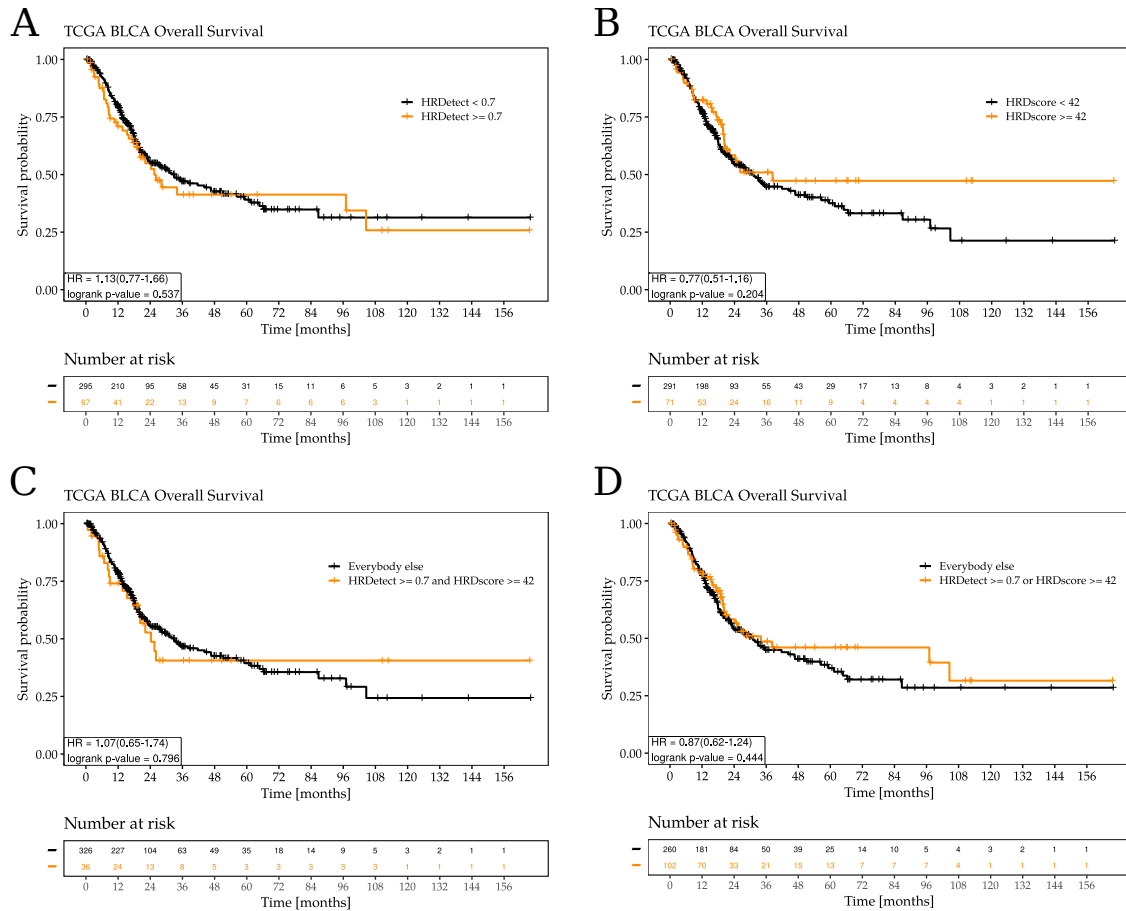 A
TCGA BLCA Overall Survival
Survival probability
1.00
0.75
0.50
0.25
0.00
HRDetect < 0.7
HRDetect >= 0.7
HR = 1.13(0.77-1.66)
logrank p-value = 0.537
0 12 24 36 48 60 72 84 96 108 120 132 144 156
Time [months]
Number at risk
295 210 95 58 45 31 15 11 6 5 3 2 1 1
67 41 22 13 9 7 6 6 6 3 1 1 1 1
0 12 24 36 48 60 72 84 96 108 120 132 144 156
B
TCGA BLCA Overall Survival
Survival probability
1.00
0.75
0.50
0.25
0.00
HRDscore < 42
HRDscore >= 42
HR = 0.77(0.51-1.16)
logrank p-value = 0.204
0 12 24 36 48 60 72 84 96 108 120 132 144 156
Time [months]
Number at risk
291 198 93 55 43 29 17 13 8 4 3 2 1 1
71 53 24 16 11 9 4 4 4 4 1 1 1 1
0 12 24 36 48 60 72 84 96 108 120 132 144 156
C
TCGA BLCA Overall Survival
Survival probability
1.00
0.75
0.50
0.25
0.00
Everybody else
HRDetect >= 0.7 and HRDscore >= 42
HR = 1.07(0.65-1.74)
logrank p-value = 0.796
0 12 24 36 48 60 72 84 96 108 120 132 144 156
Time [months]
Number at risk
326 227 104 63 49 35 18 14 9 5 3 2 1 1
36 24 13 8 5 3 3 3 3 3 1 1 1 1
0 12 24 36 48 60 72 84 96 108 120 132 144 156
D
TCGA BLCA Overall Survival
Survival probability
1.00
0.75
0.50
0.25
0.00
Everybody else
HRDetect >= 0.7 or HRDscore >= 42
HR = 0.87(0.62-1.24)
logrank p-value = 0.444
0 12 24 36 48 60 72 84 96 108 120 132 144 156
Time [months]
Number at risk
260 181 84 50 39 25 14 10 5 4 3 2 1 1
102 70 33 21 15 13 7 7 7 4 1 1 1 1
0 12 24 36 48 60 72 84 96 108 120 132 144 156